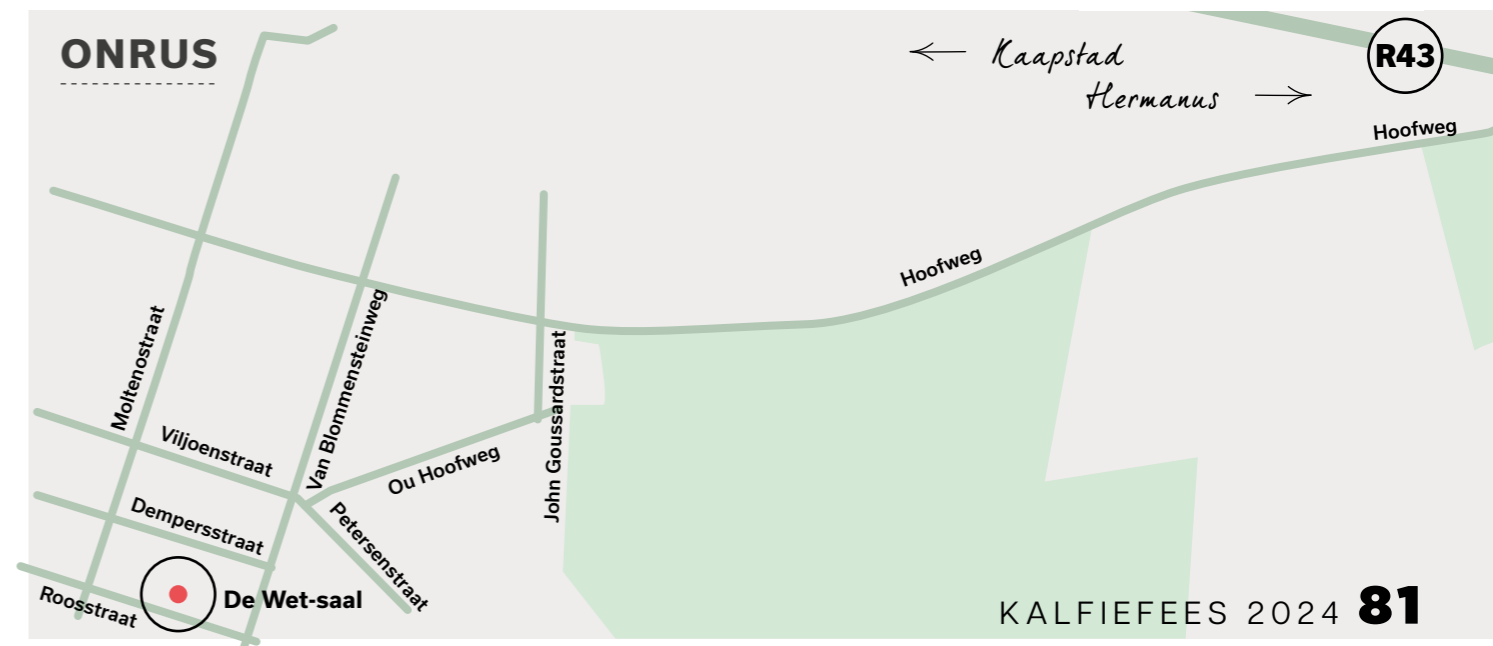 ONRUS
Kaapstad
Hermanus
R43
Hoofweg
Hoofweg
Moltenostraat
Van Blommensteinweg
John Goussardstraat
Viljoenstraat
Ou Hoofweg
Dempersstraat
Petersenstraat
Roosstraat
De Wet-saal
KALFIEFEES 2024 81